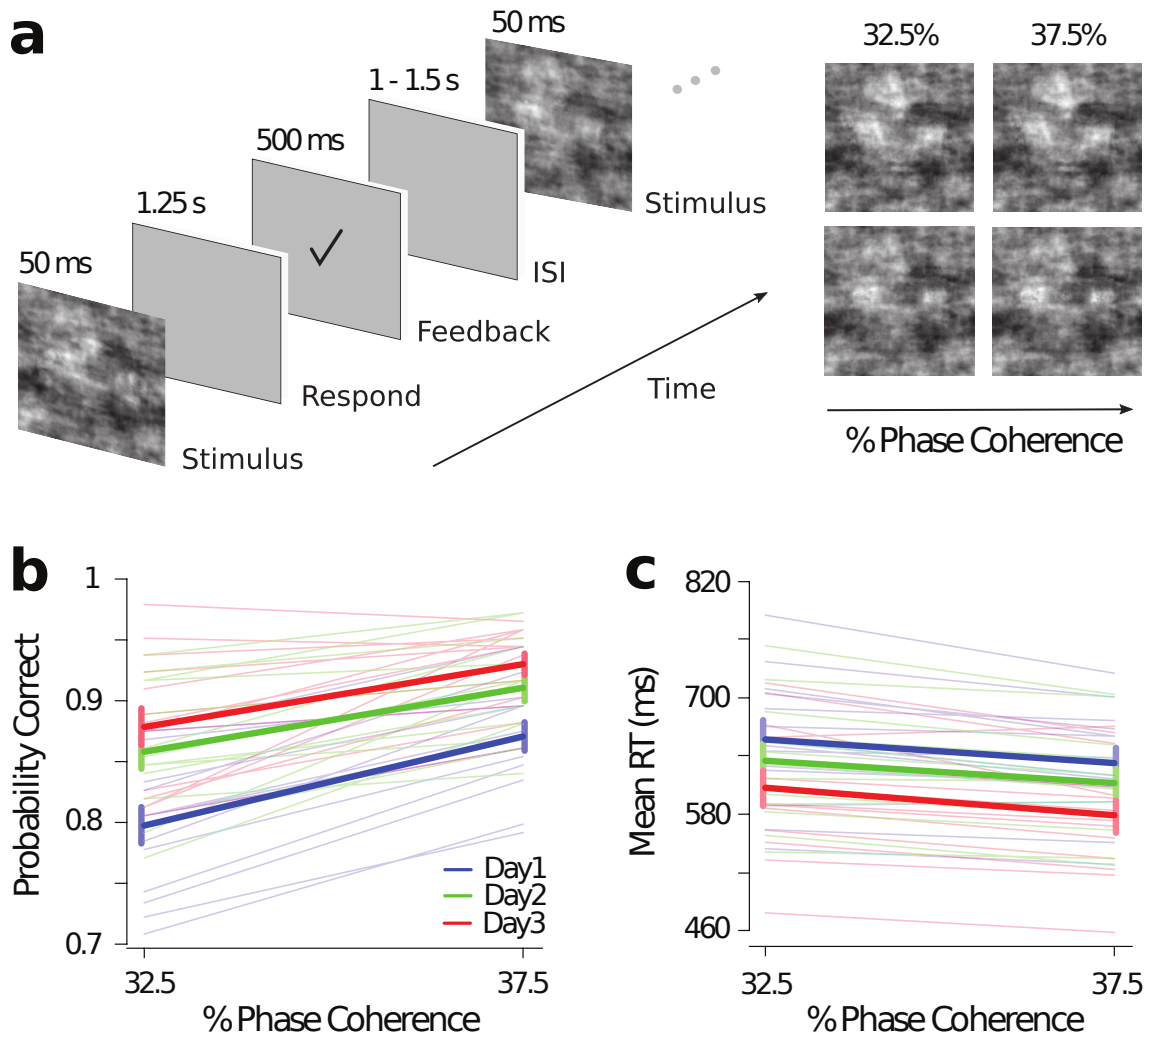 a
50 ms
Stimulus
1.25 s
Respond
500 ms
Feedback
1 - 1.5 s
ISI
50 ms
Stimulus
Time
32.5%
37.5%
% Phase Coherence
b
Probability Correct
1
0.9
0.8
0.7
32.5
37.5
% Phase Coherence
Day1
Day2
Day3
c
Mean RT (ms)
820
700
580
460
32.5
37.5
% Phase Coherence